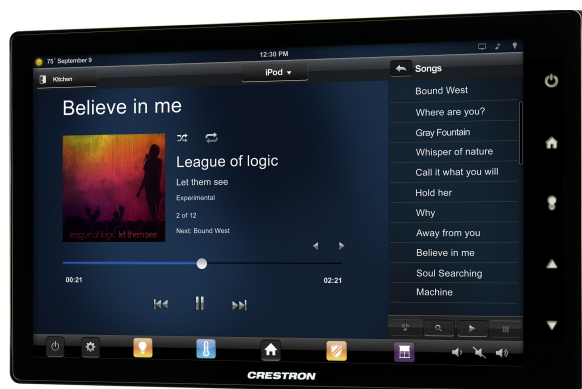 75° September 9
12:30 PM
Kitchen
iPod
Songs
Believe in me
league of logic let them see
League of logic
Let them see
Experimental
2 of 12
Next: Bound West
00:21
02:21
Bound West
Where are you?
Gray Fountain
Whisper of nature
Call it what you will
Hold her
Why
Away from you
Believe in me
Soul Searching
Machine
CRESTRON